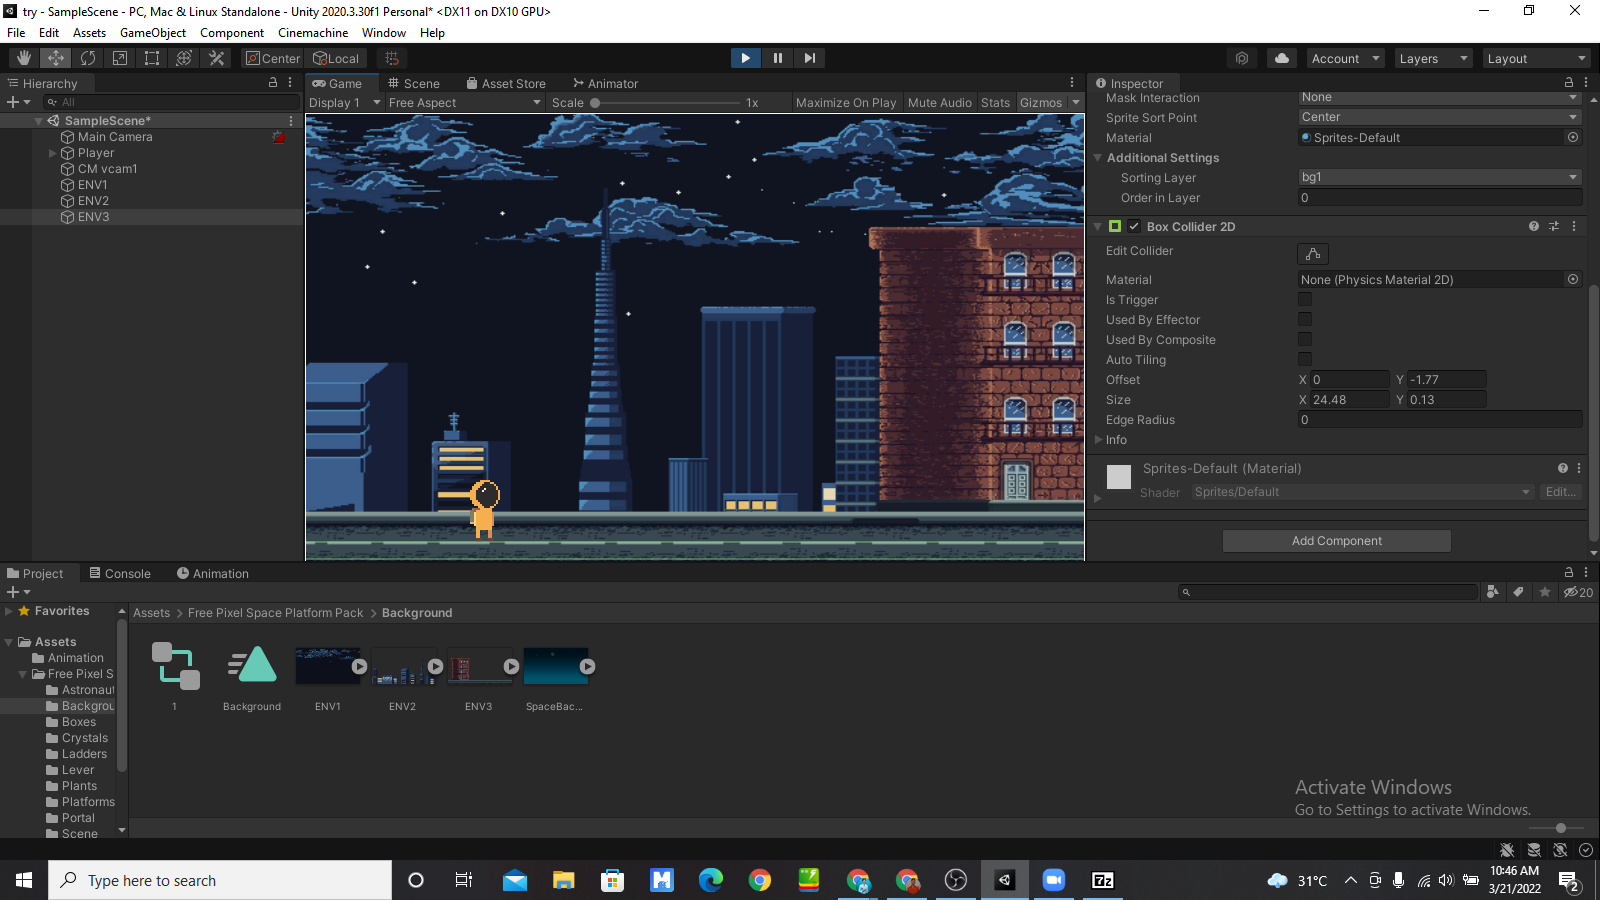 try - SampleScene - PC, Mac & Linux Standalone - Unity 2020.3.30f1 Personal* <DX11 on DX10 GPU>
File Edit Assets GameObject Component Cinemachine Window Help
Center Local Account Layers Layout
Hierarchy
All
SampleScene*
Main Camera
Player
CM vcam1
ENV1
ENV2
ENV3
Game Scene Asset Store Animator
Display 1 Free Aspect Scale 1x Maximize On Play Mute Audio Stats Gizmos
Inspector
Mask Interaction None
Sprite Sort Point Center
Material Sprites-Default
Additional Settings
Sorting Layer bg1
Order in Layer 0
Box Collider 2D
Edit Collider
Material None (Physics Material 2D)
Is Trigger
Used By Effector
Used By Composite
Auto Tiling
Offset X 0 Y -1.77
Size X 24.48 Y 0.13
Edge Radius 0
Info
Sprites-Default (Material)
Shader Sprites/Default Edit...
Add Component
Project Console Animation
20
Favorites
Assets
Animation
Free Pixel S
Astronaut
Backgrou
Boxes
Crystals
Ladders
Lever
Plants
Platforms
Portal
Scene
Assets > Free Pixel Space Platform Pack > Background
1 Background ENV1 ENV2 ENV3 SpaceBac...
Activate Windows
Go to Settings to activate Windows.
Type here to search
31°C
10:46 AM
3/21/2022
2